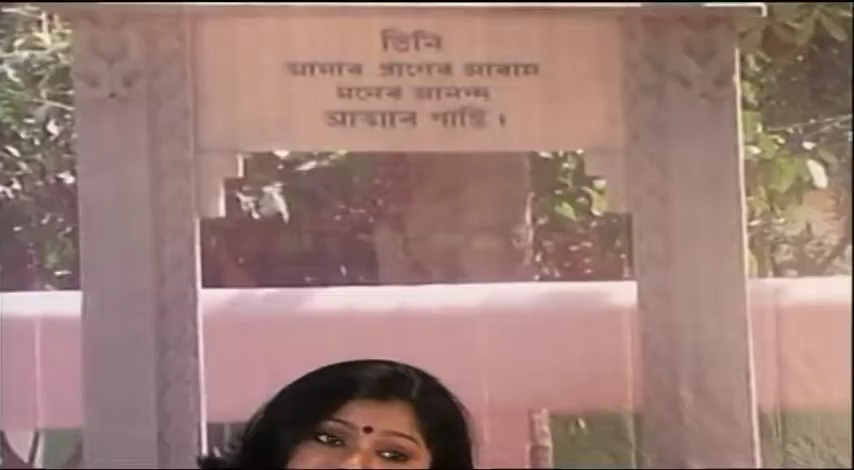 তিনি
আমার প্রাণের আরাম
মনের আনন্দ
আত্মার শান্তি।